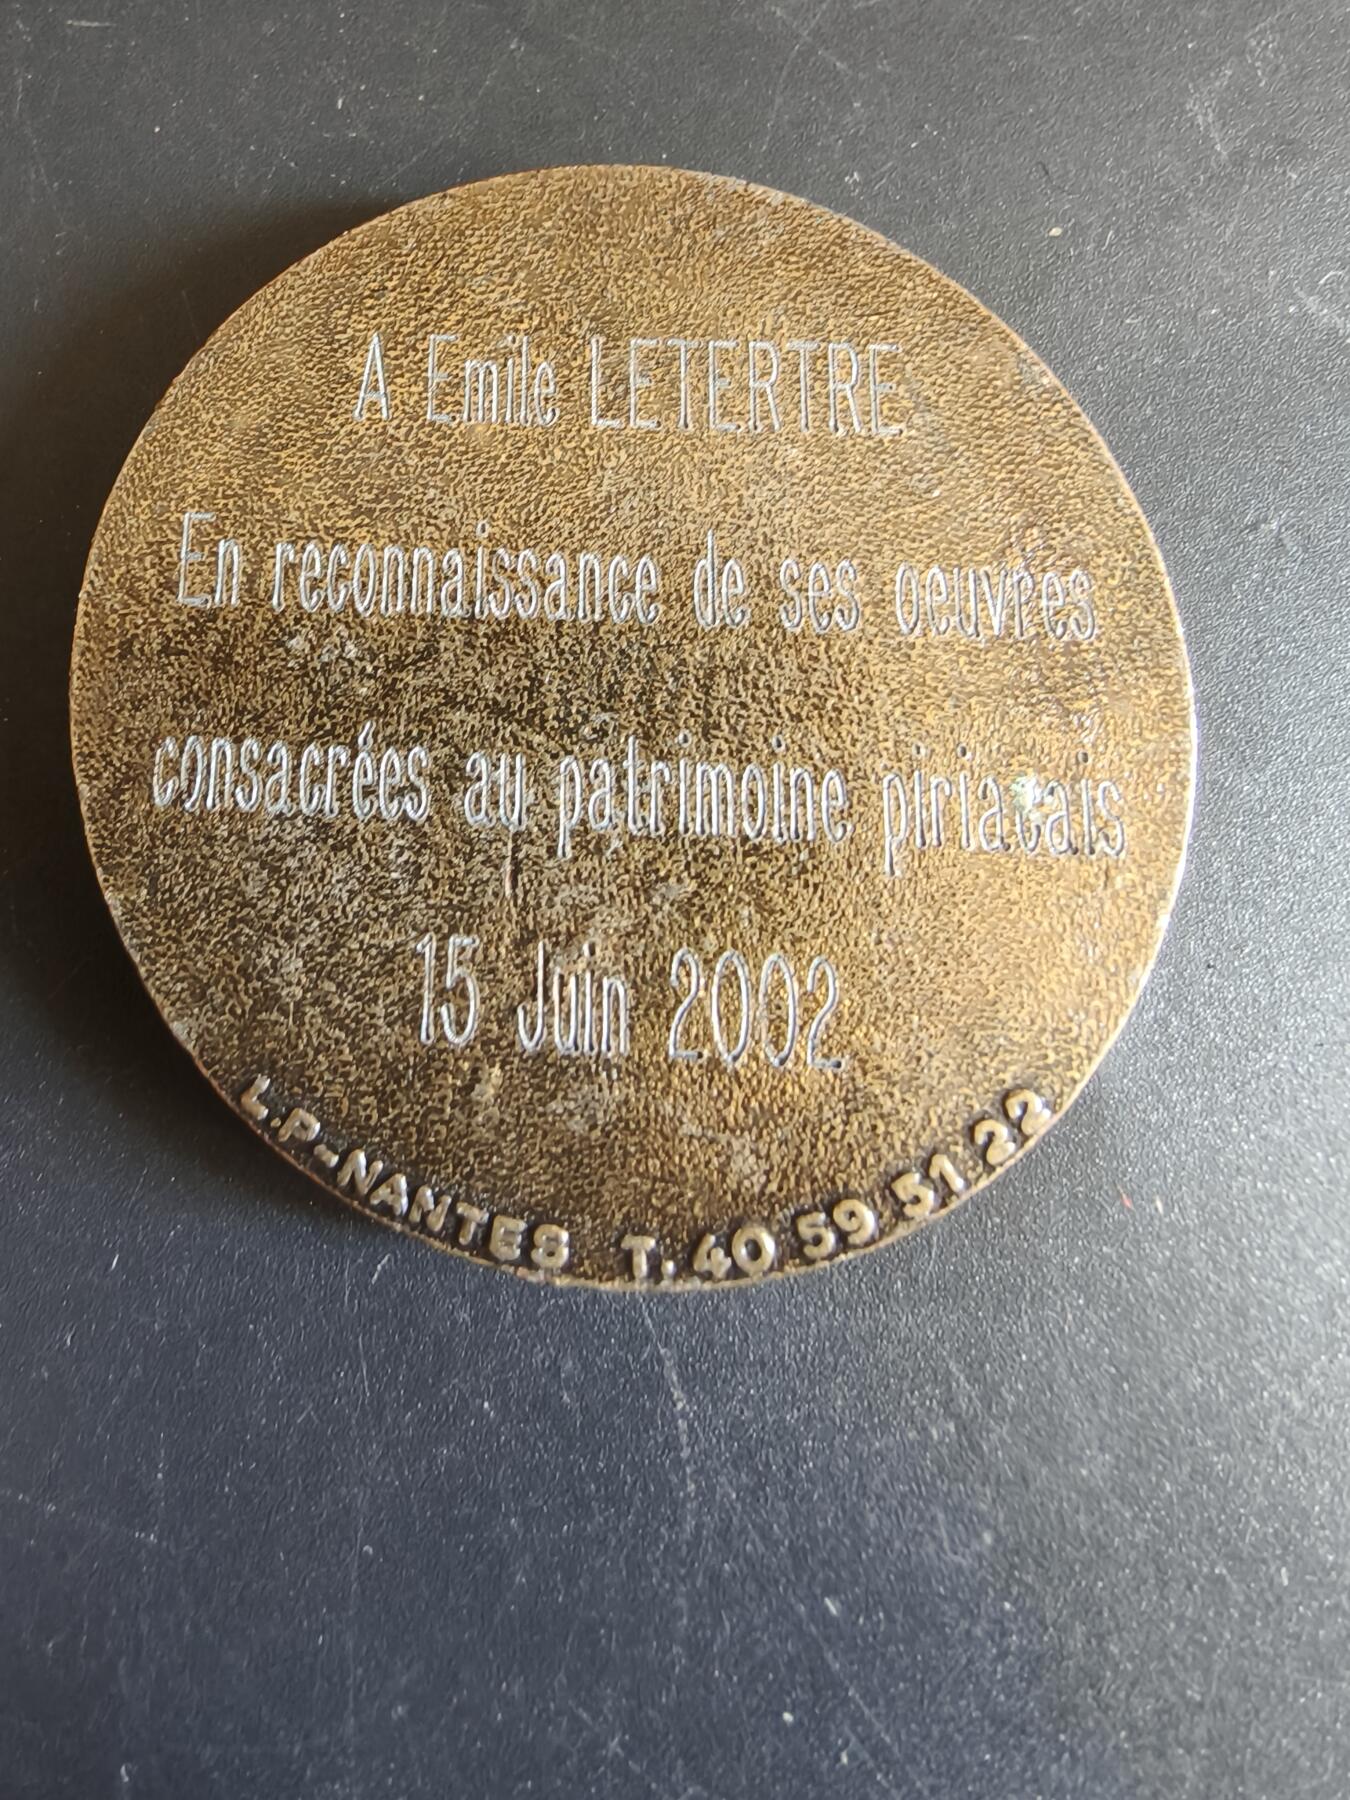 A Emile LETERTRE
En reconnaissance de ses oeuvres
consacrées au patrimoine piriacais
15 Juin 2002
L.P-NANTES T. 40 59 51 22